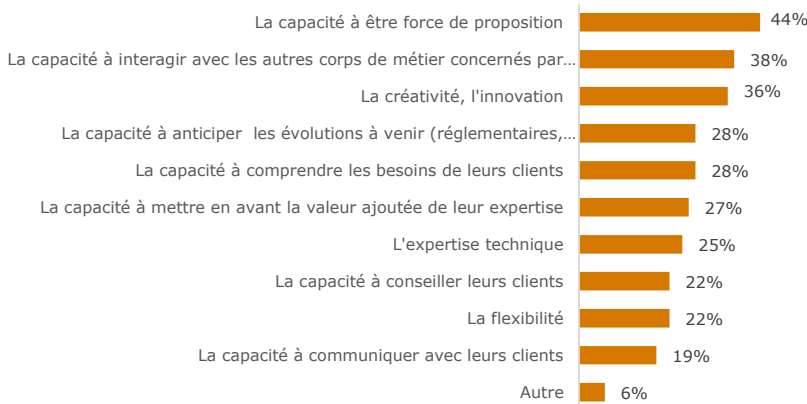 La capacité à être force de proposition 44%
La capacité à interagir avec les autres corps de métier concernés par… 38%
La créativité, l'innovation 36%
La capacité à anticiper  les évolutions à venir (réglementaires,… 28%
La capacité à comprendre les besoins de leurs clients 28%
La capacité à mettre en avant la valeur ajoutée de leur expertise 27%
L'expertise technique 25%
La capacité à conseiller leurs clients 22%
La flexibilité 22%
La capacité à communiquer avec leurs clients 19%
Autre 6%